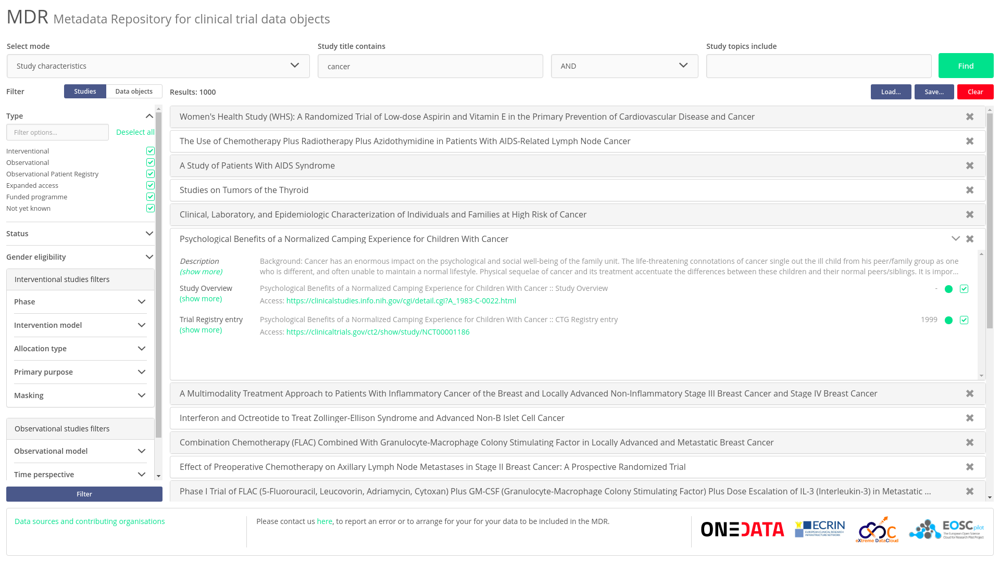 MDR Metadata Repository for clinical trial data objects
Select mode
Study title contains
Study topics include
Study characteristics
cancer
AND
Find
Filter
Studies
Data objects
Results: 1000
Load...
Save...
Clear
Type
Filter options...
Deselect all
Interventional
Observational
Observational Patient Registry
Expanded access
Funded programme
Not yet known
Status
Gender eligibility
Interventional studies filters
Phase
Intervention model
Allocation type
Primary purpose
Masking
Observational studies filters
Observational model
Time perspective
Filter
Women's Health Study (WHS): A Randomized Trial of Low-dose Aspirin and Vitamin E in the Primary Prevention of Cardiovascular Disease and Cancer
The Use of Chemotherapy Plus Radiotherapy Plus Azidothymidine in Patients With AIDS-Related Lymph Node Cancer
A Study of Patients With AIDS Syndrome
Studies on Tumors of the Thyroid
Clinical, Laboratory, and Epidemiologic Characterization of Individuals and Families at High Risk of Cancer
Psychological Benefits of a Normalized Camping Experience for Children With Cancer
Description
(show more)
Background: Cancer has an enormous impact on the psychological and social well-being of the family unit. The life-threatening connotations of cancer single out the ill child from his peer/family group as one
who is different, and often unable to maintain a normal lifestyle. Physical sequelae of cancer and its treatment accentuate the differences between these children and their normal peers/siblings. It is impor...
Study Overview
(show more)
Psychological Benefits of a Normalized Camping Experience for Children With Cancer :: Study Overview
-
Access: https://clinicalstudies.info.nih.gov/cgi/detail.cgi?A_1983-C-0022.html
Trial Registry entry
(show more)
Psychological Benefits of a Normalized Camping Experience for Children With Cancer :: CTG Registry entry
1999
Access: https://clinicaltrials.gov/ct2/show/study/NCT00001186
A Multimodality Treatment Approach to Patients With Inflammatory Cancer of the Breast and Locally Advanced Non-Inflammatory Stage III Breast Cancer and Stage IV Breast Cancer
Interferon and Octreotide to Treat Zollinger-Ellison Syndrome and Advanced Non-B Islet Cell Cancer
Combination Chemotherapy (FLAC) Combined With Granulocyte-Macrophage Colony Stimulating Factor in Locally Advanced and Metastatic Breast Cancer
Effect of Preoperative Chemotherapy on Axillary Lymph Node Metastases in Stage II Breast Cancer: A Prospective Randomized Trial
Phase I Trial of FLAC (5-Fluorouracil, Leucovorin, Adriamycin, Cytoxan) Plus GM-CSF (Granulocyte-Macrophage Colony Stimulating Factor) Plus Dose Escalation of IL-3 (Interleukin-3) in Metastatic ...
Data sources and contributing organisations
Please contact us here, to report an error or to arrange for your for your data to be included in the MDR.
ONEDATA
ECRIN
EUROPEAN CLINICAL RESEARCH
INFRASTRUCTURE NETWORK
XDC
eXtreme DataCloud
EOSCpilot
The European Open Science
Cloud for Research Pilot Project